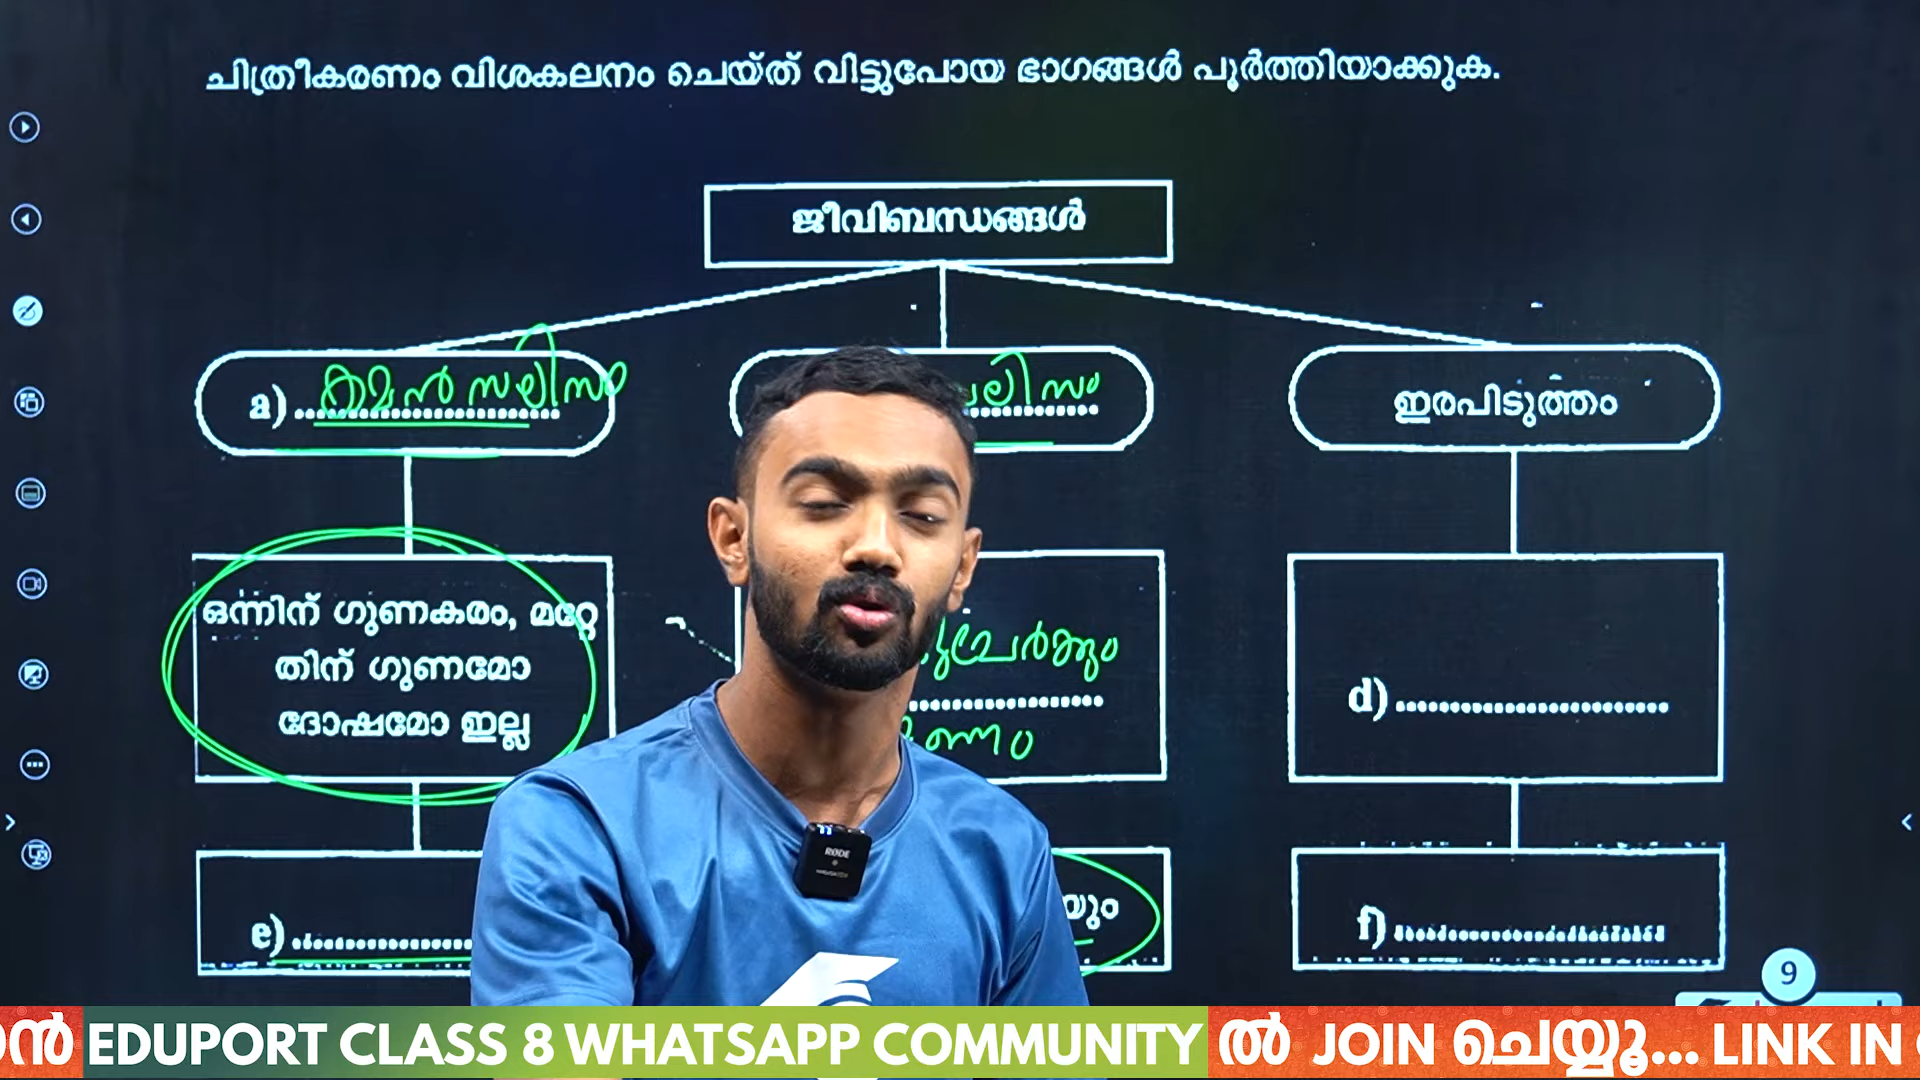 ചിത്രീകരണം വിശകലനം ചെയ്ത് വിട്ടുപോയ ഭാഗങ്ങൾ പൂർത്തിയാക്കുക.
ജീവിബന്ധങ്ങൾ
a) കമൻസലിസം
ലിസം
ഇരപിടുത്തം
ഒന്നിന് ഗുണകരം, മറ്റേ
തിന് ഗുണമോ
ദോഷമോ ഇല്ല
d)
e)
യും
f)
9
RØDE
ൻ EDUPORT CLASS 8 WHATSAPP COMMUNITY ൽ JOIN ചെയ്യൂ... LINK IN